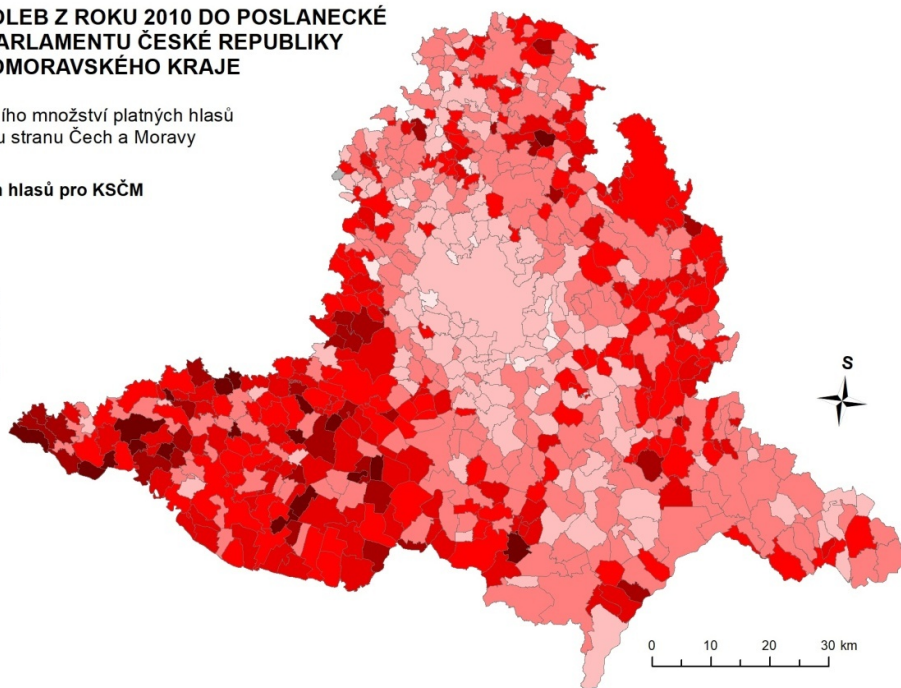 OLEB Z ROKU 2010 DO POSLANECKÉ
ARLAMENTU ČESKÉ REPUBLIKY
OMORAVSKÉHO KRAJE
ího množství platných hlasů
u stranu Čech a Moravy
h hlasů pro KSČM
S
0 10 20 30 km